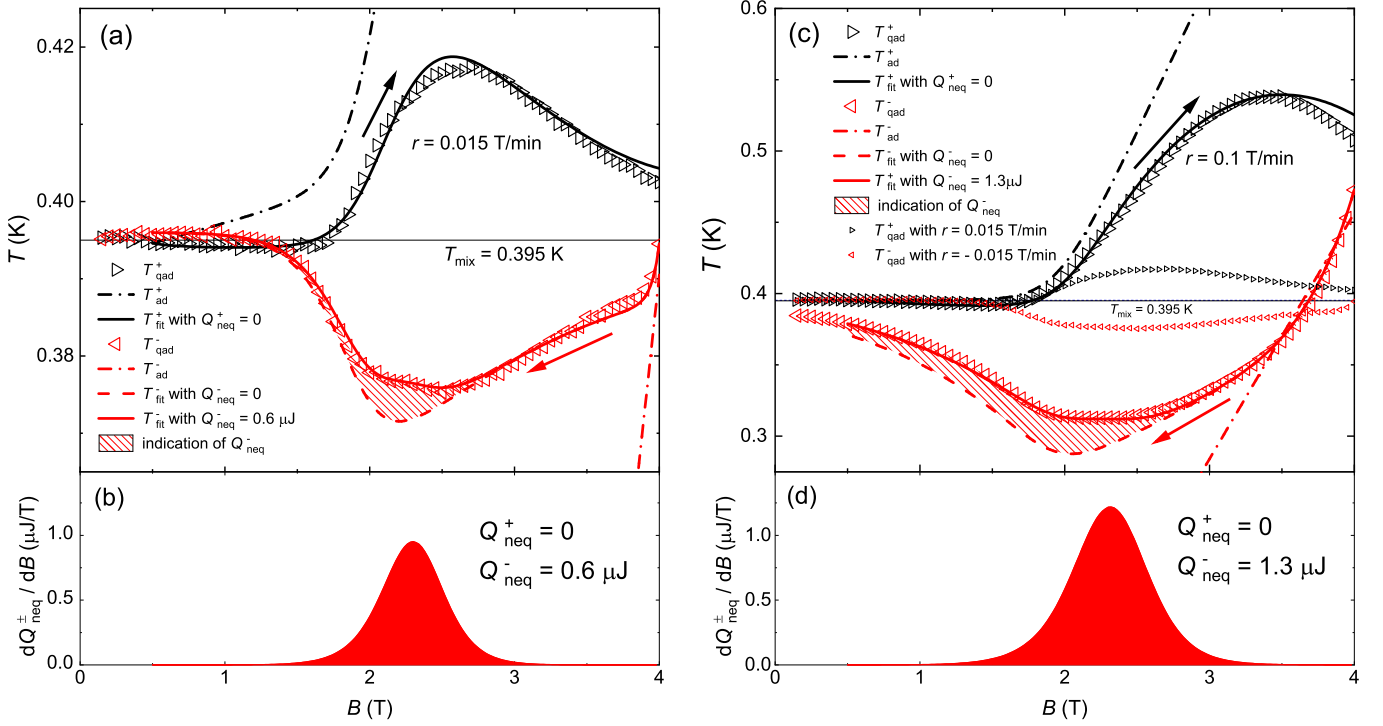 (a)
0.42
0.40
0.38
T (K)
r = 0.015 T/min
T_mix = 0.395 K
T^+_qad
T^+_ad
T^+_fit with Q^+_neq = 0
T^-_qad
T^-_ad
T^-_fit with Q^-_neq = 0
T^-_fit with Q^-_neq = 0.6 μJ
indication of Q^-_neq
(b)
1.0
0.5
0.0
dQ^±_neq / dB (μJ/T)
Q^+_neq = 0
Q^-_neq = 0.6 μJ
0 1 2 3 4
B (T)
(c)
0.6
0.5
0.4
0.3
T (K)
T^+_qad
T^+_ad
T^+_fit with Q^+_neq = 0
T^-_qad
T^-_ad
T^-_fit with Q^-_neq = 0
T^+_fit with Q^-_neq = 1.3μJ
indication of Q^-_neq
T^+_qad with r = 0.015 T/min
T^-_qad with r = - 0.015 T/min
r = 0.1 T/min
T_mix = 0.395 K
(d)
1.0
0.5
0.0
dQ^±_neq / dB (μJ/T)
Q^+_neq = 0
Q^-_neq = 1.3 μJ
0 1 2 3 4
B (T)